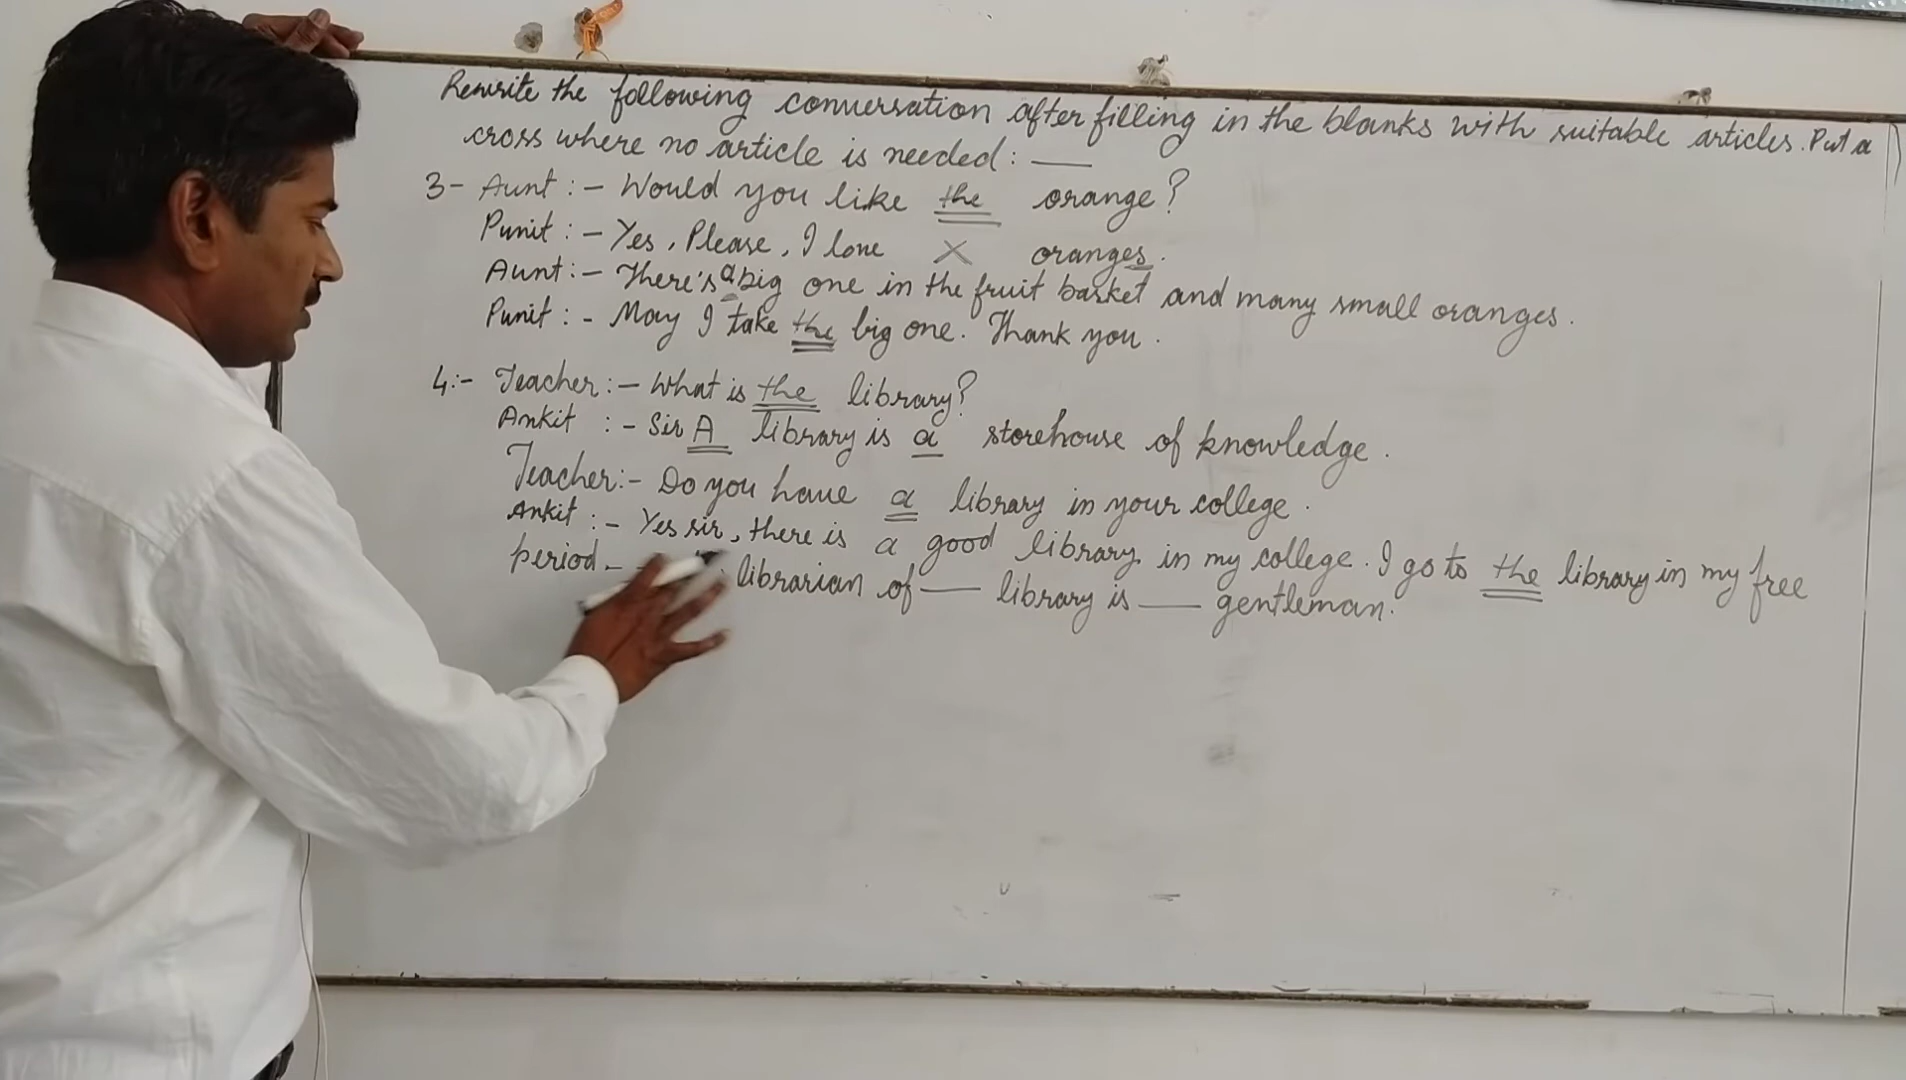 Rewrite the following conversation after filling in the blanks with suitable articles. Put a
cross where no article is needed: —
3- Aunt :- Would you like the orange?
Punit :- Yes, Please, I love X oranges.
Aunt:- There's a big one in the fruit basket and many small oranges.
Punit :- May I take the big one. Thank you.
4:- Teacher:- What is the library?
Ankit :- Sir A library is a storehouse of knowledge.
Teacher:- Do you have a library in your college.
Ankit :- Yes sir, there is a good library in my college. I go to the library in my free
period - librarian of __ library is __ gentleman.